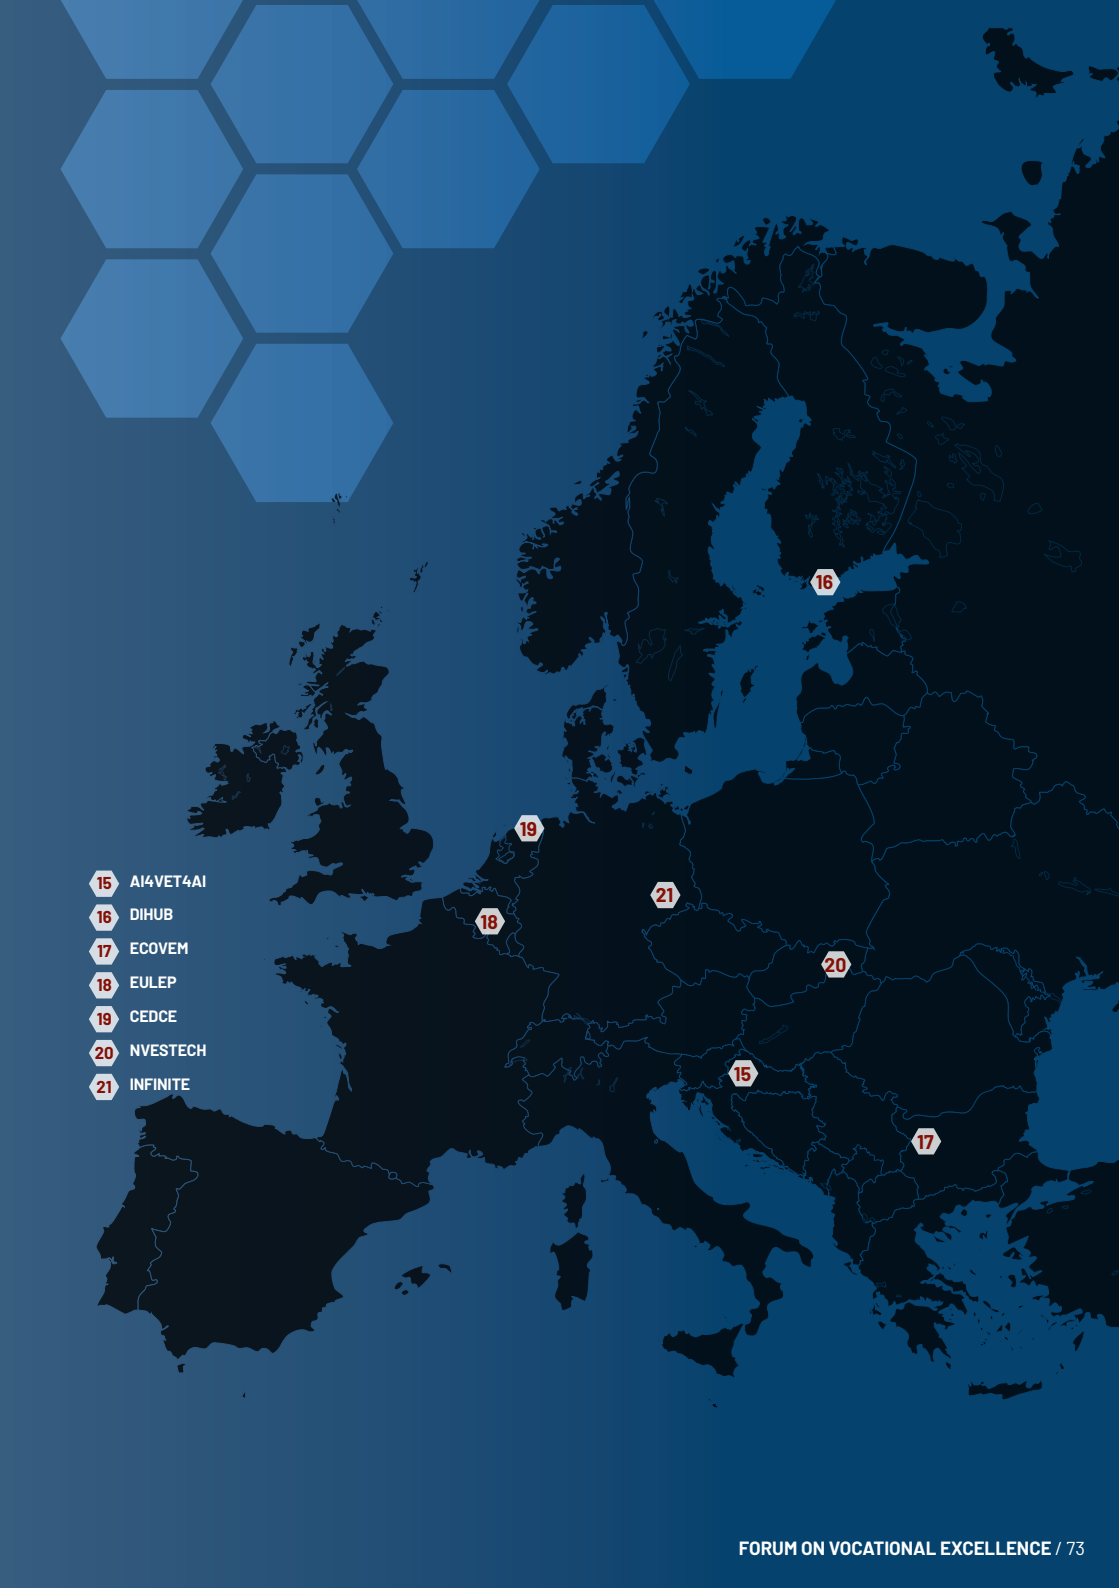 16
19
21
18
20
15
17
15 AI4VET4AI
16 DIHUB
17 ECOVEM
18 EULEP
19 CEDCE
20 NVESTECH
21 INFINITE
FORUM ON VOCATIONAL EXCELLENCE / 73